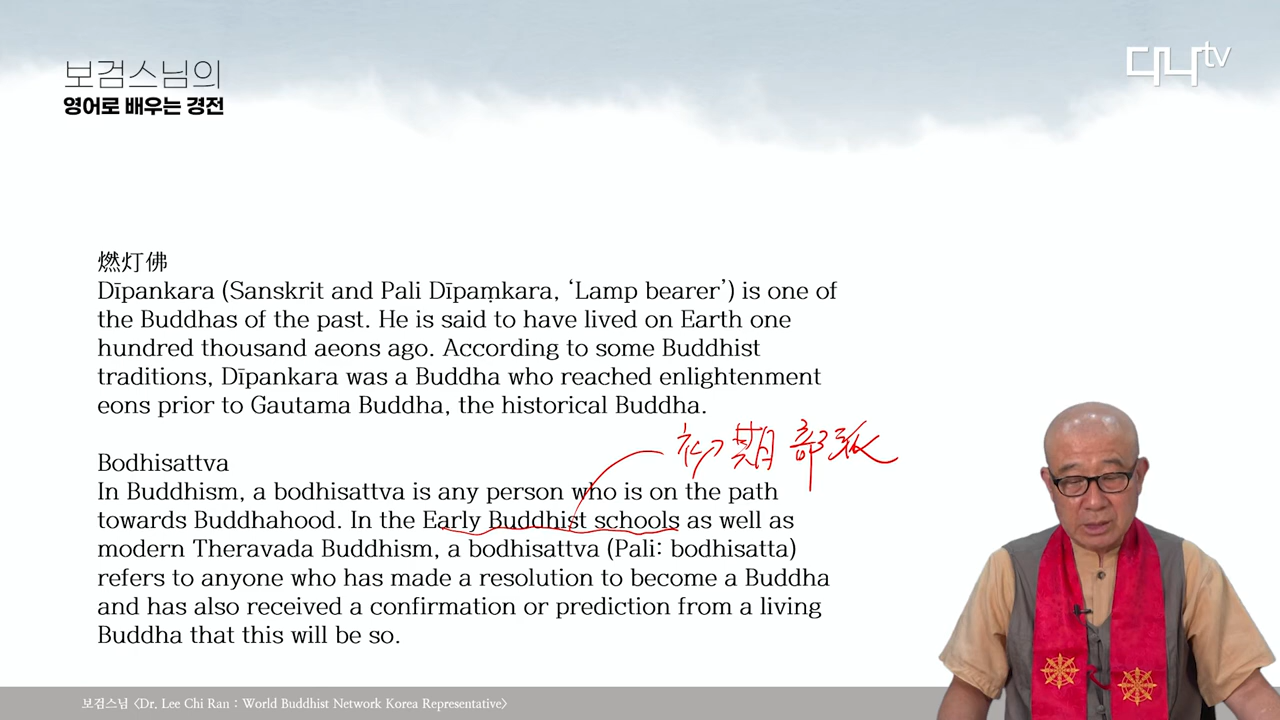 보검스님의
영어로 배우는 경전
다나tv
燃灯佛
Dīpankara (Sanskrit and Pali Dīpaṃkara, ‘Lamp bearer’) is one of
the Buddhas of the past. He is said to have lived on Earth one
hundred thousand aeons ago. According to some Buddhist
traditions, Dīpankara was a Buddha who reached enlightenment
eons prior to Gautama Buddha, the historical Buddha.
初期部派
Bodhisattva
In Buddhism, a bodhisattva is any person who is on the path
towards Buddhahood. In the Early Buddhist schools as well as
modern Theravada Buddhism, a bodhisattva (Pali: bodhisatta)
refers to anyone who has made a resolution to become a Buddha
and has also received a confirmation or prediction from a living
Buddha that this will be so.
보검스님 〈Dr. Lee Chi Ran : World Buddhist Network Korea Representative〉